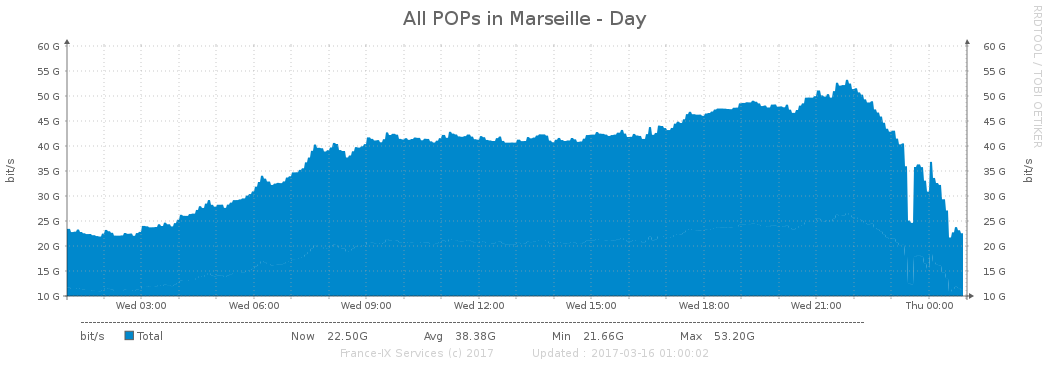 All POPs in Marseille - Day
RRDTOOL / TOBI OETIKER
60 G 60 G
55 G 55 G
50 G 50 G
45 G 45 G
40 G 40 G
35 G 35 G
30 G 30 G
25 G 25 G
20 G 20 G
15 G 15 G
10 G 10 G
bit/s
bit/s
Wed 03:00 Wed 06:00 Wed 09:00 Wed 12:00 Wed 15:00 Wed 18:00 Wed 21:00 Thu 00:00
bit/s Total Now 22.50G Avg 38.38G Min 21.66G Max 53.20G
France-IX Services (c) 2017 Updated : 2017-03-16 01:00:02